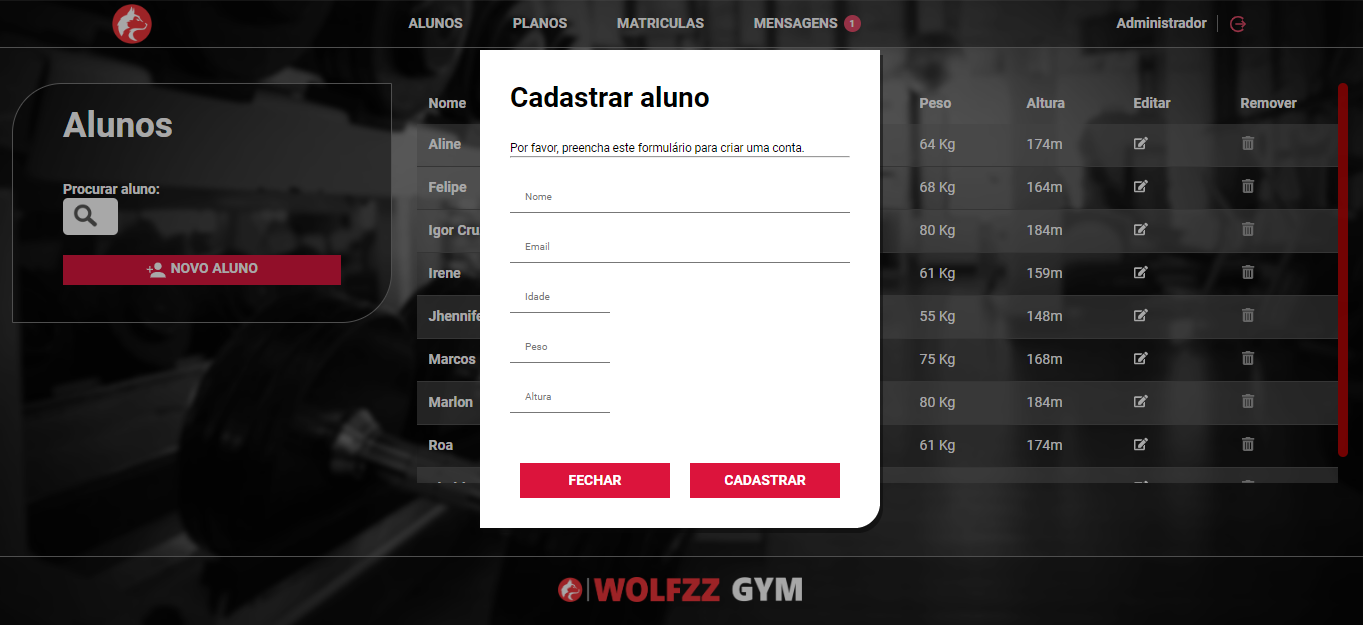 ALUNOS PLANOS MATRICULAS MENSAGENS 1 Administrador
Alunos
Procurar aluno:
NOVO ALUNO
Cadastrar aluno
Por favor, preencha este formulário para criar uma conta.
Nome
Email
Idade
Peso
Altura
FECHAR CADASTRAR
Nome Peso Altura Editar Remover
Aline 64 Kg 174m
Felipe 68 Kg 164m
Igor Cru 80 Kg 184m
Irene 61 Kg 159m
Jhennife 55 Kg 148m
Marcos 75 Kg 168m
Marlon 80 Kg 184m
Roa 61 Kg 174m
WOLFZZ GYM